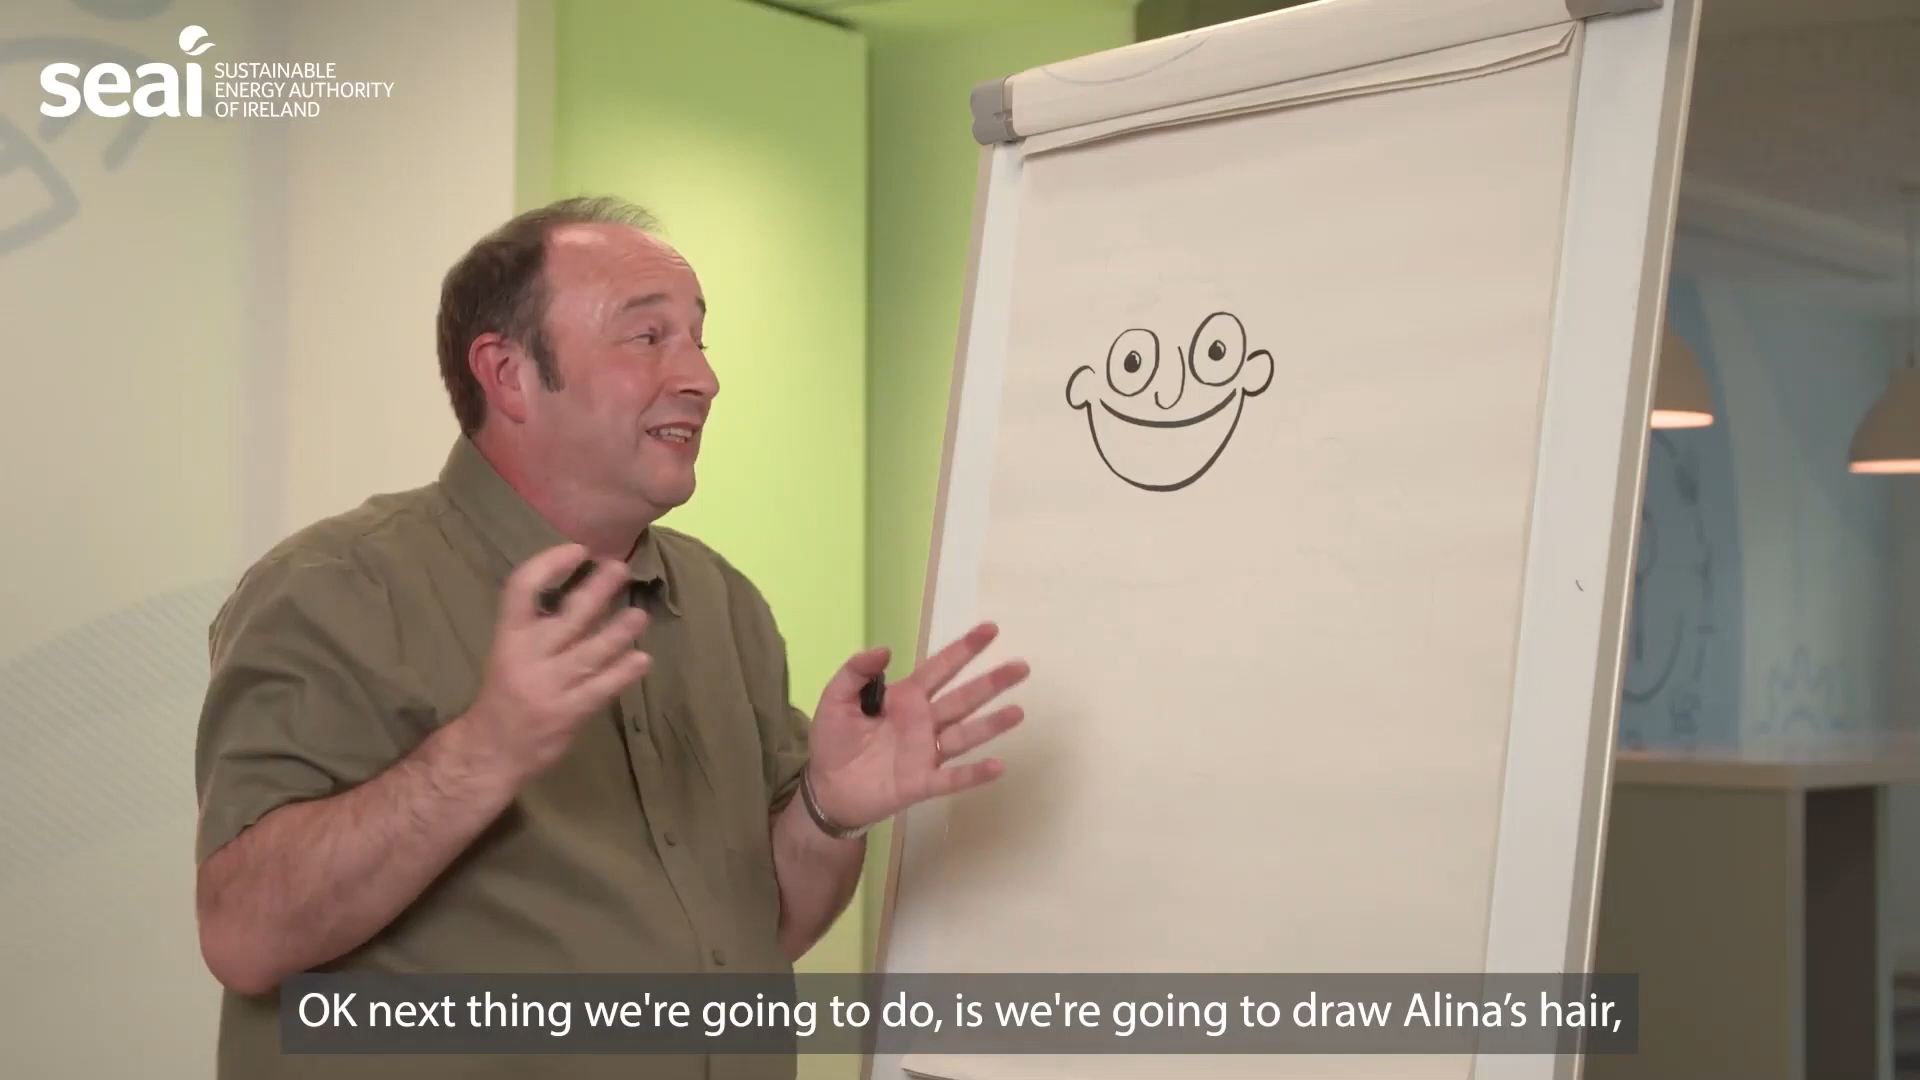 seai
SUSTAINABLE
ENERGY AUTHORITY
OF IRELAND
OK next thing we're going to do, is we're going to draw Alina’s hair,